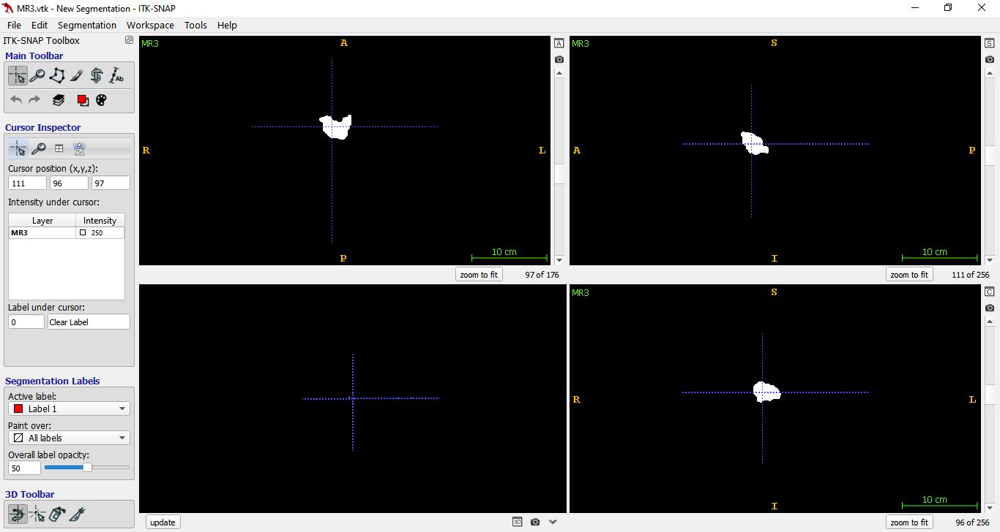 MR3.vtk - New Segmentation - ITK-SNAP
File Edit Segmentation Workspace Tools Help
ITK-SNAP Toolbox
Main Toolbar
Ab
Cursor Inspector
Cursor position (x,y,z):
111 96 97
Intensity under cursor:
Layer Intensity
MR3 250
Label under cursor:
0 Clear Label
Segmentation Labels
Active label:
Label 1
Paint over:
All labels
Overall label opacity:
50
3D Toolbar
MR3 A A
R L
10 cm
P
zoom to fit 97 of 176
MR3 S S
A P
10 cm
I
zoom to fit 111 of 256
update 3D
MR3 S C
R L
10 cm
I
zoom to fit 96 of 256